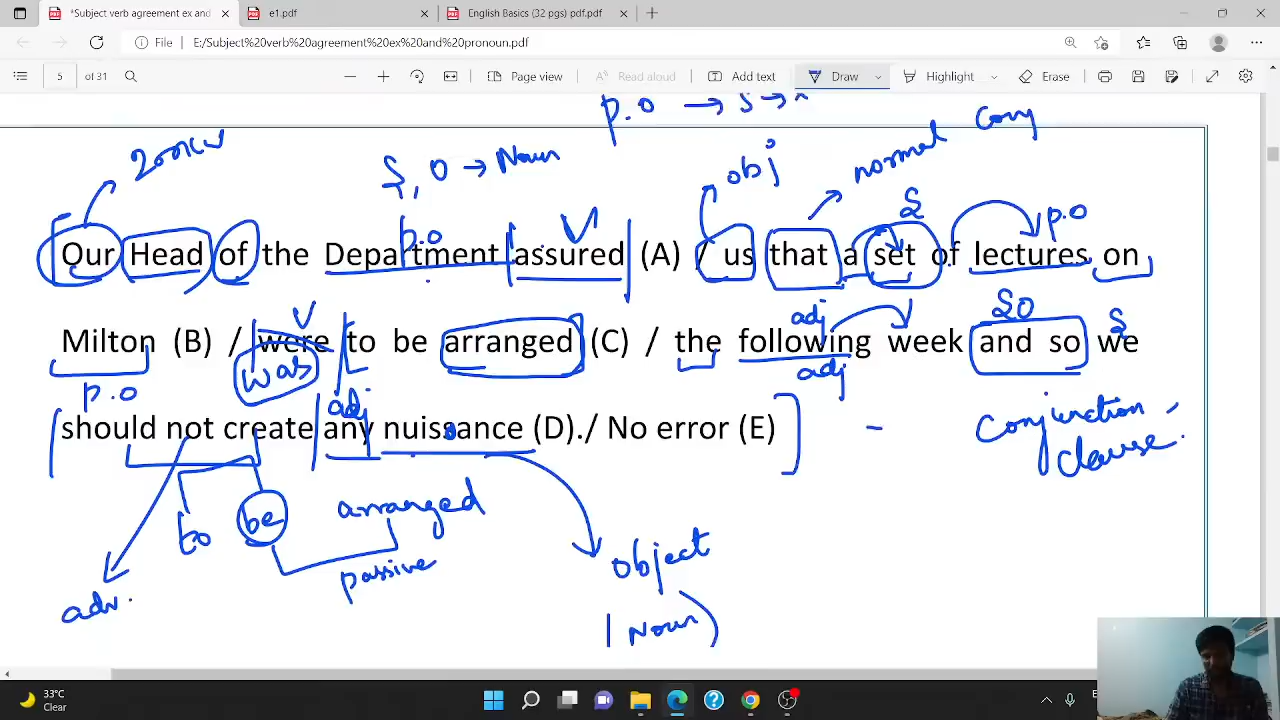 *Subject verb agreement ex and
e1.pdf
English Basics (32 pgs) pdf.pdf
File E:/Subject%20verb%20agreement%20ex%20and%20pronoun.pdf
5 of 31
Page view
Read aloud
Add text
Draw
Highlight
Erase
p.o → S → x
normal Conj
S, O → Noun
obj
S
p.o
p.o
V
Our Head of the Department assured (A) / us that a set of lectures on
V
adj
SO
S
Milton (B) / were to be arranged (C) / the following week and so we
was
p.o
adj
adj
should not create any nuissance (D)./ No error (E)
conjunction
clause
to be arranged
passive
object
(Noun)
adv.
33°C
Clear